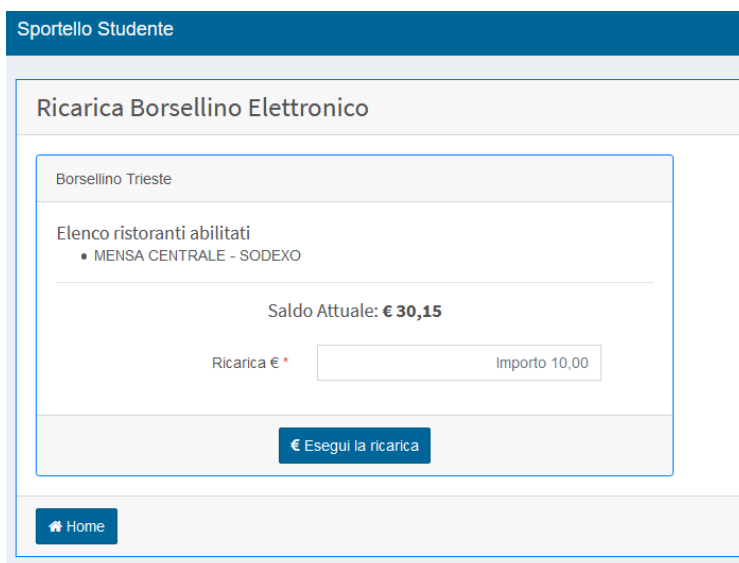 Sportello Studente
Ricarica Borsellino Elettronico
Borsellino Trieste
Elenco ristoranti abilitati
• MENSA CENTRALE - SODEXO
Saldo Attuale: € 30,15
Ricarica € * Importo 10,00
€ Esegui la ricarica
Home